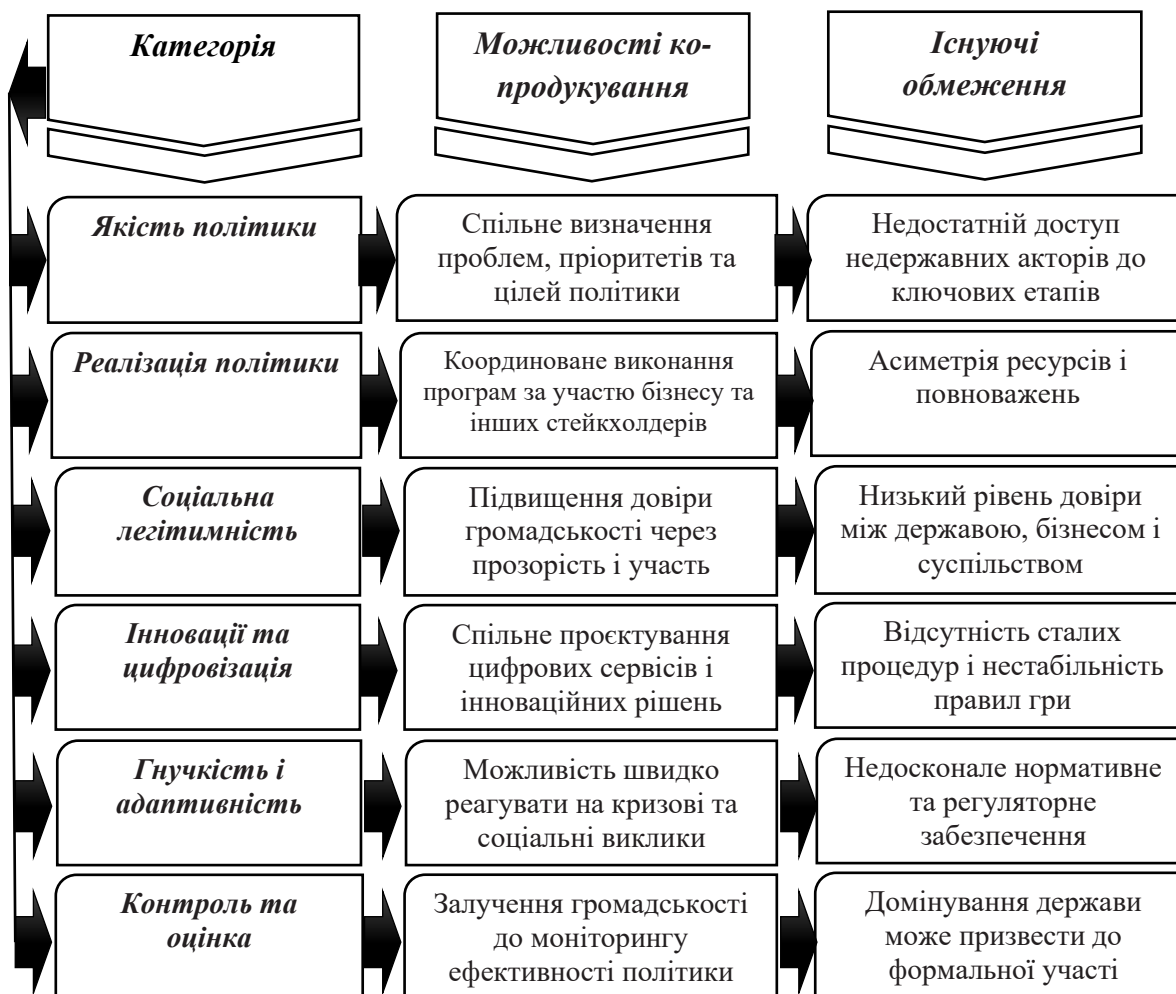 Категорія
Можливості ко-
продукування
Існуючі
обмеження
Якість політики
Спільне визначення
проблем, пріоритетів та
цілей політики
Недостатній доступ
недержавних акторів до
ключових етапів
Реалізація політики
Координоване виконання
програм за участю бізнесу та
інших стейкхолдерів
Асиметрія ресурсів і
повноважень
Соціальна
легітимність
Підвищення довіри
громадськості через
прозорість і участь
Низький рівень довіри
між державою, бізнесом і
суспільством
Інновації та
цифровізація
Спільне проєктування
цифрових сервісів і
інноваційних рішень
Відсутність сталих
процедур і нестабільність
правил гри
Гнучкість і
адаптивність
Можливість швидко
реагувати на кризові та
соціальні виклики
Недосконале нормативне
та регуляторне
забезпечення
Контроль та
оцінка
Залучення громадськості
до моніторингу
ефективності політики
Домінування держави
може призвести до
формальної участі